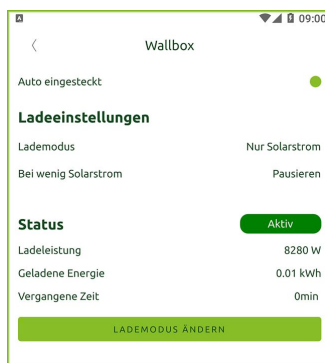 09:00
Wallbox
Auto eingesteckt
Ladeeinstellungen
Lademodus Nur Solarstrom
Bei wenig Solarstrom Pausieren
Status Aktiv
Ladeleistung 8280 W
Geladene Energie 0.01 kWh
Vergangene Zeit 0min
LADEMODUS ÄNDERN